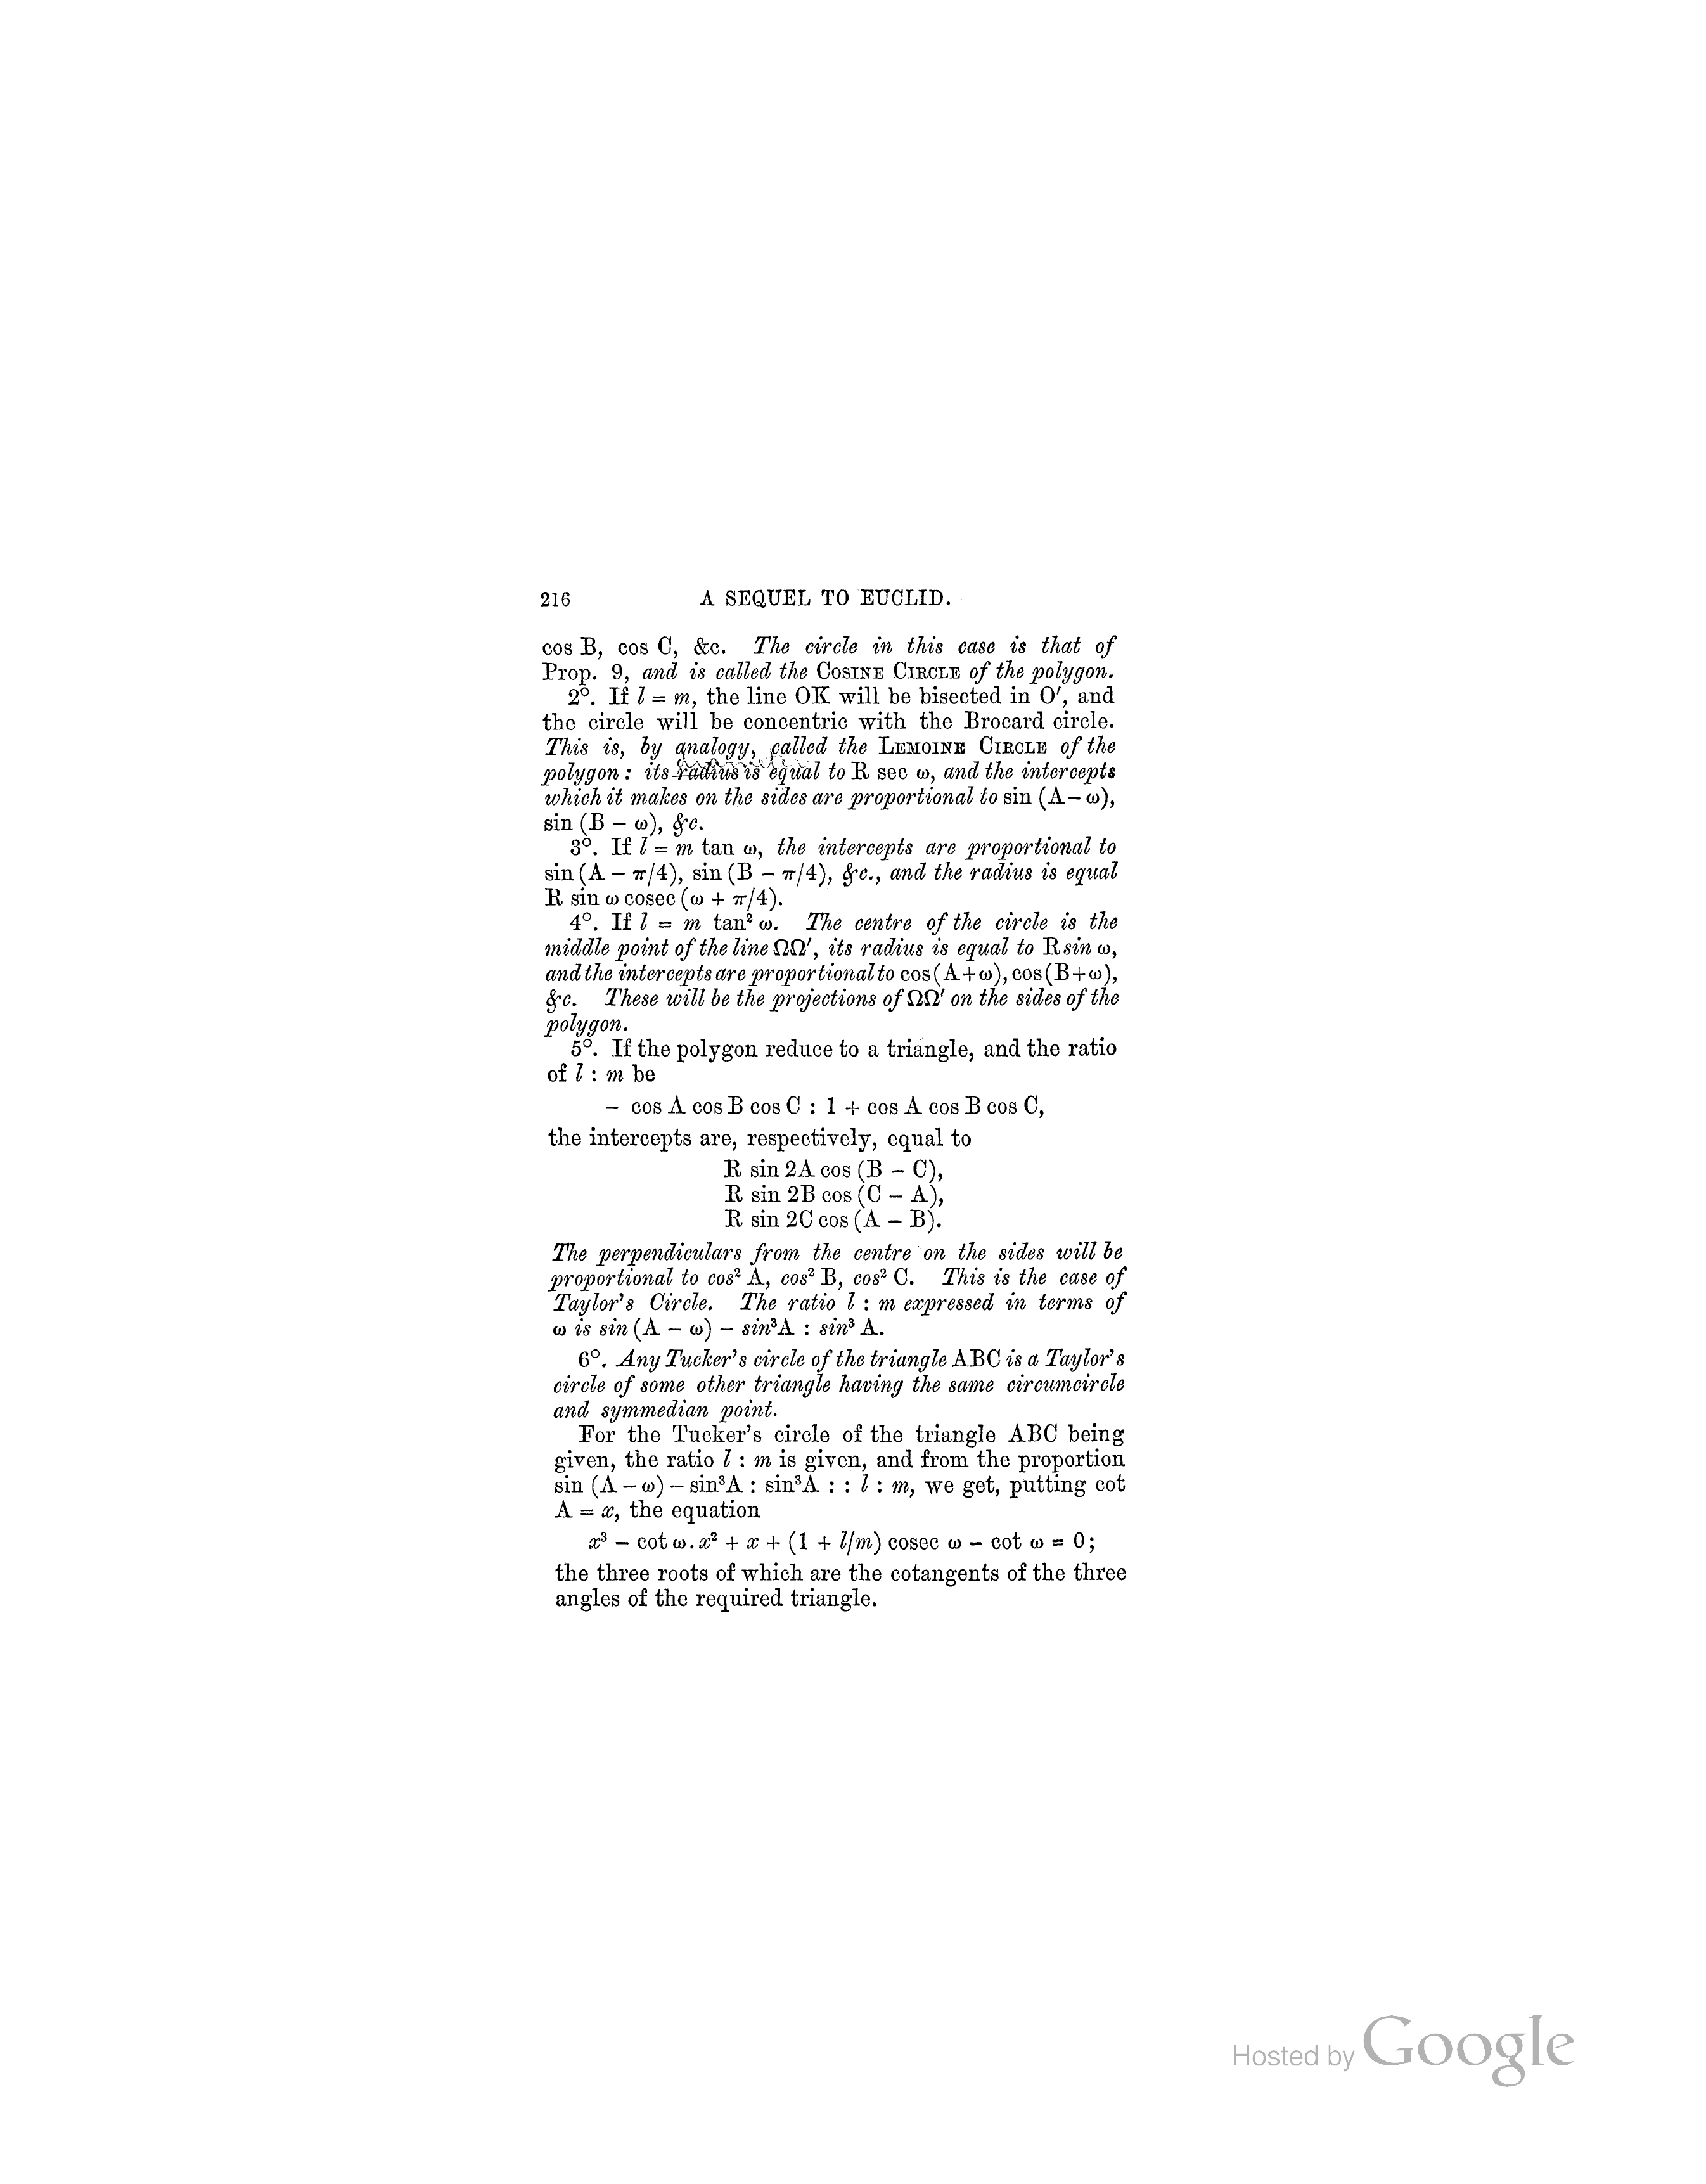 216 A SEQUEL TO EUCLID.
cos B, cos C, &c. The circle in this case is that of
Prop. 9, and is called the COSINE CIRCLE of the polygon.
2°. If l = m, the line OK will be bisected in O′, and
the circle will be concentric with the Brocard circle.
This is, by analogy, called the LEMOINE CIRCLE of the
diameter
polygon : its radius is equal to R sec ω, and the intercepts
which it makes on the sides are proportional to sin (A – ω),
sin (B – ω), &c.
3°. If l = m tan ω, the intercepts are proportional to
sin (A – π/4), sin (B – π/4), &c., and the radius is equal
R sin ω cosec (ω + π/4).
4°. If l = m tan² ω. The centre of the circle is the
middle point of the line ΩΩ′, its radius is equal to R sin ω,
and the intercepts are proportional to cos (A + ω), cos (B + ω),
&c. These will be the projections of ΩΩ′ on the sides of the
polygon.
5°. If the polygon reduce to a triangle, and the ratio
of l : m be
– cos A cos B cos C : 1 + cos A cos B cos C,
the intercepts are, respectively, equal to
R sin 2A cos (B – C),
R sin 2B cos (C – A),
R sin 2C cos (A – B).
The perpendiculars from the centre on the sides will be
proportional to cos² A, cos² B, cos² C. This is the case of
Taylor's Circle. The ratio l : m expressed in terms of
ω is sin (A – ω) – sin³A : sin³ A.
6°. Any Tucker's circle of the triangle ABC is a Taylor's
circle of some other triangle having the same circumcircle
and symmedian point.
For the Tucker's circle of the triangle ABC being
given, the ratio l : m is given, and from the proportion
sin (A – ω) – sin³A : sin³A : : l : m, we get, putting cot
A = x, the equation
x³ – cot ω . x² + x + (1 + l/m) cosec ω – cot ω = 0;
the three roots of which are the cotangents of the three
angles of the required triangle.
Hosted by Google